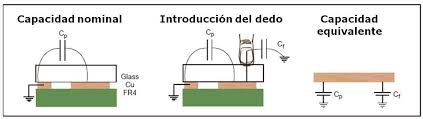 Capacidad nominal
Cp
Glass
Cu
FR4
Introducción del dedo
Cp
Cf
Capacidad
equivalente
Cp
Cf